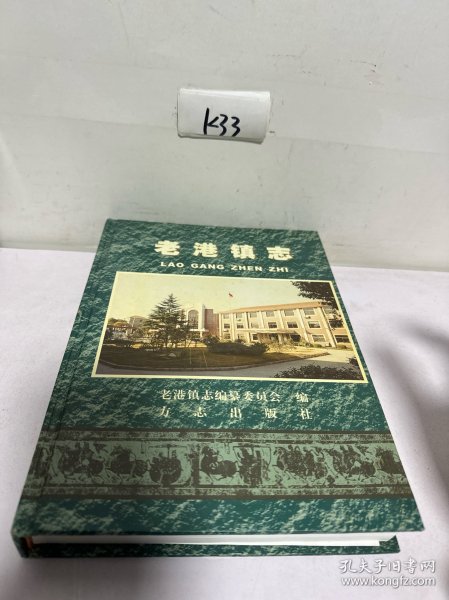 K33
老港镇志
LAO GANG ZHEN ZHI
老港镇志编纂委员会 编
方志出版社
孔夫子旧书网
www.kongfz.com